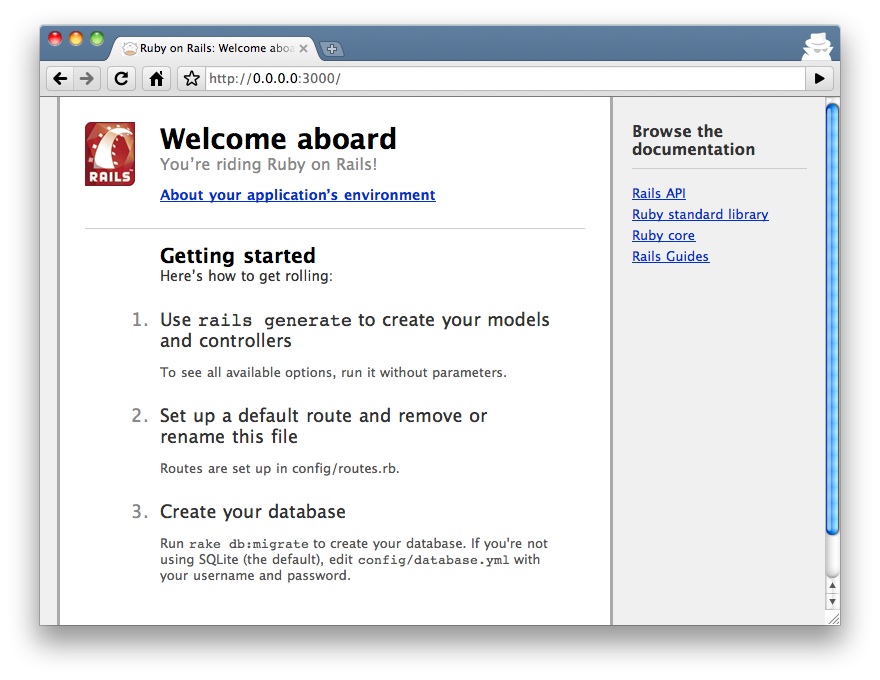 Ruby on Rails: Welcome aboa
http://0.0.0.0:3000/
RAILS
Welcome aboard
You’re riding Ruby on Rails!
About your application’s environment
Getting started
Here’s how to get rolling:
1. Use rails generate to create your models
and controllers
To see all available options, run it without parameters.
2. Set up a default route and remove or
rename this file
Routes are set up in config/routes.rb.
3. Create your database
Run rake db:migrate to create your database. If you're not
using SQLite (the default), edit config/database.yml with
your username and password.
Browse the
documentation
Rails API
Ruby standard library
Ruby core
Rails Guides